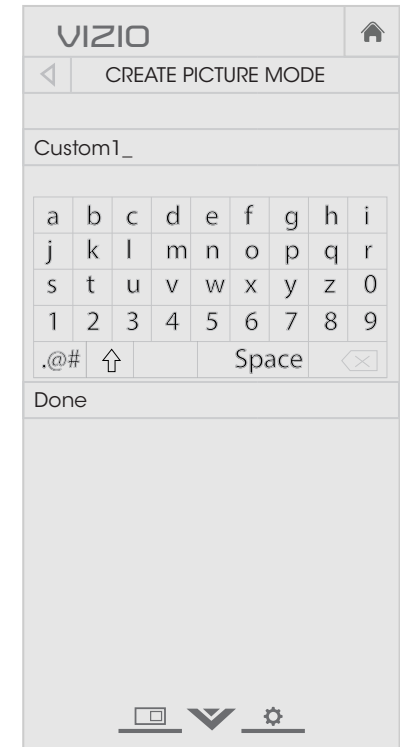 VIZIO
CREATE PICTURE MODE
Custom1_
a b c d e f g h i
j k l m n o p q r
s t u v w x y z 0
1 2 3 4 5 6 7 8 9
.@# Space
Done